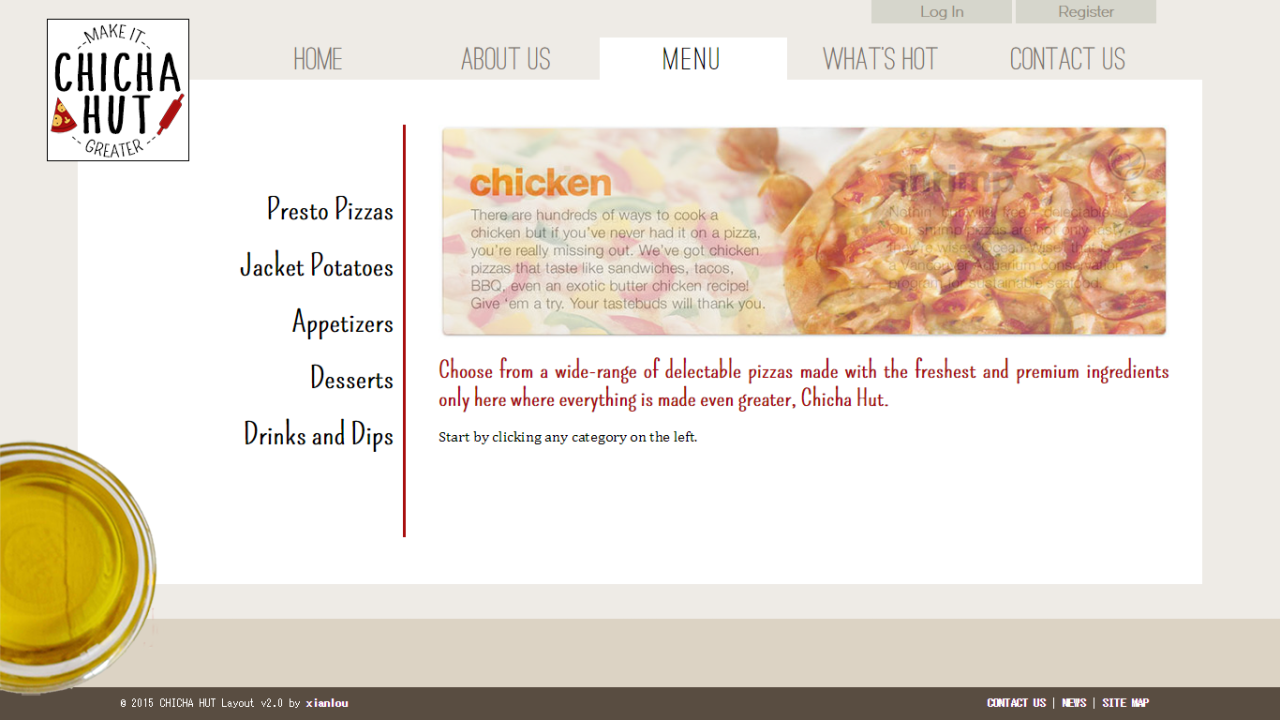 Log In
Register
MAKE IT
CHICHA
HUT
GREATER
HOME
ABOUT US
MENU
WHAT'S HOT
CONTACT US
Presto Pizzas
Jacket Potatoes
Appetizers
Desserts
Drinks and Dips
chicken
There are hundreds of ways to cook a
chicken but if you've never had it on a pizza,
you're really missing out. We've got chicken
pizzas that taste like sandwiches, tacos,
BBQ, even an exotic butter chicken recipe!
Give 'em a try. Your tastebuds will thank you.
shrimp
delectable.
Our shrimp pizzas are not only tasty,
a Vancouver Aquarium conservation
program for sustainable seafood.
Choose from a wide-range of delectable pizzas made with the freshest and premium ingredients
only here where everything is made even greater, Chicha Hut.
Start by clicking any category on the left.
© 2015 CHICHA HUT Layout v2.0 by xianlou
CONTACT US | NEWS | SITE MAP